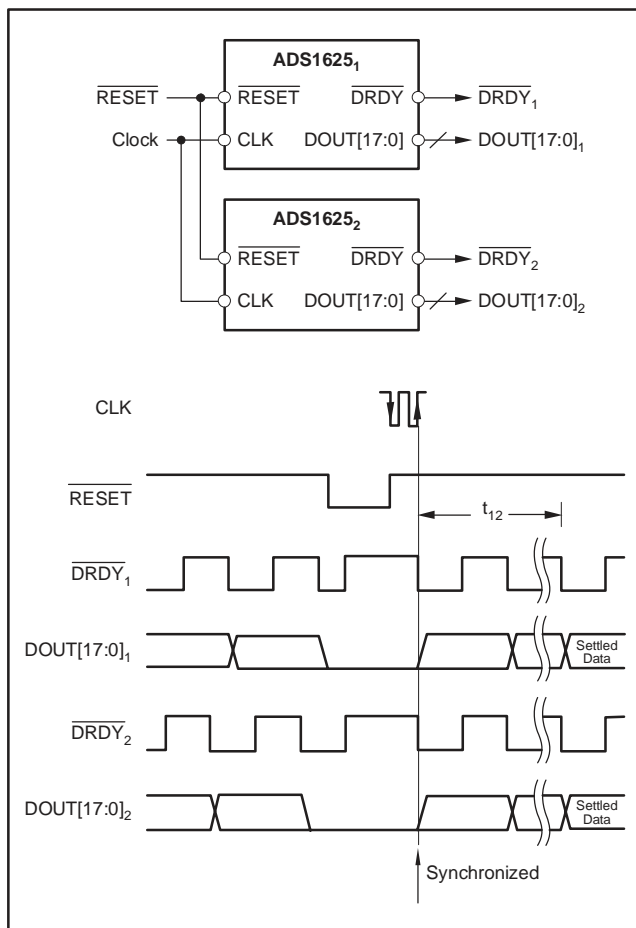 ADS1625₁
RESET RESET DRDY DRDY₁
Clock CLK DOUT[17:0] DOUT[17:0]₁
ADS1625₂
RESET DRDY DRDY₂
CLK DOUT[17:0] DOUT[17:0]₂
CLK
RESET
t₁₂
DRDY₁
DOUT[17:0]₁ Settled
Data
DRDY₂
DOUT[17:0]₂ Settled
Data
Synchronized